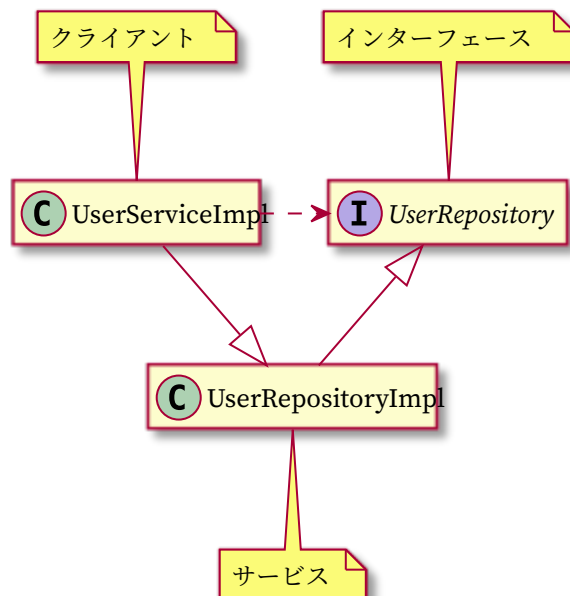 クライアント
インターフェース
C UserServiceImpl
I UserRepository
C UserRepositoryImpl
サービス